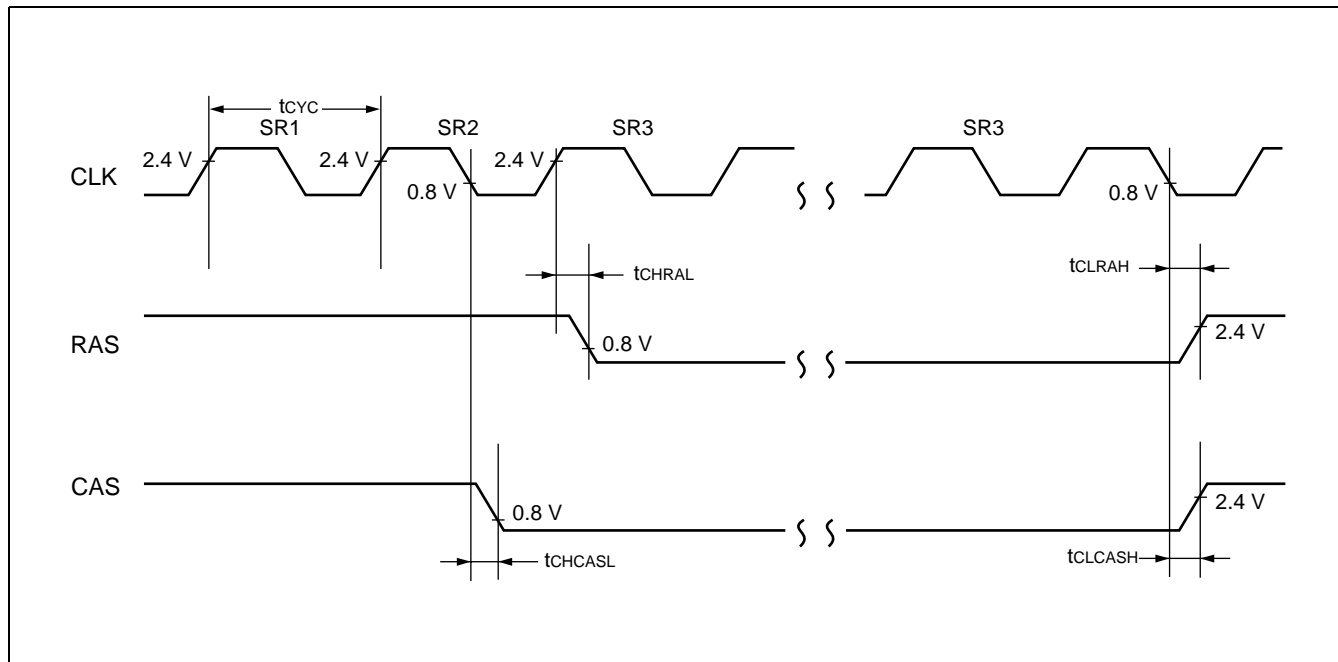 tCYC
SR1 SR2 SR3 SR3
2.4 V 2.4 V 2.4 V
CLK 0.8 V 0.8 V
tCHRAL tCLRAH
RAS 0.8 V 2.4 V
CAS 0.8 V 2.4 V
tCHCASL tCLCASH